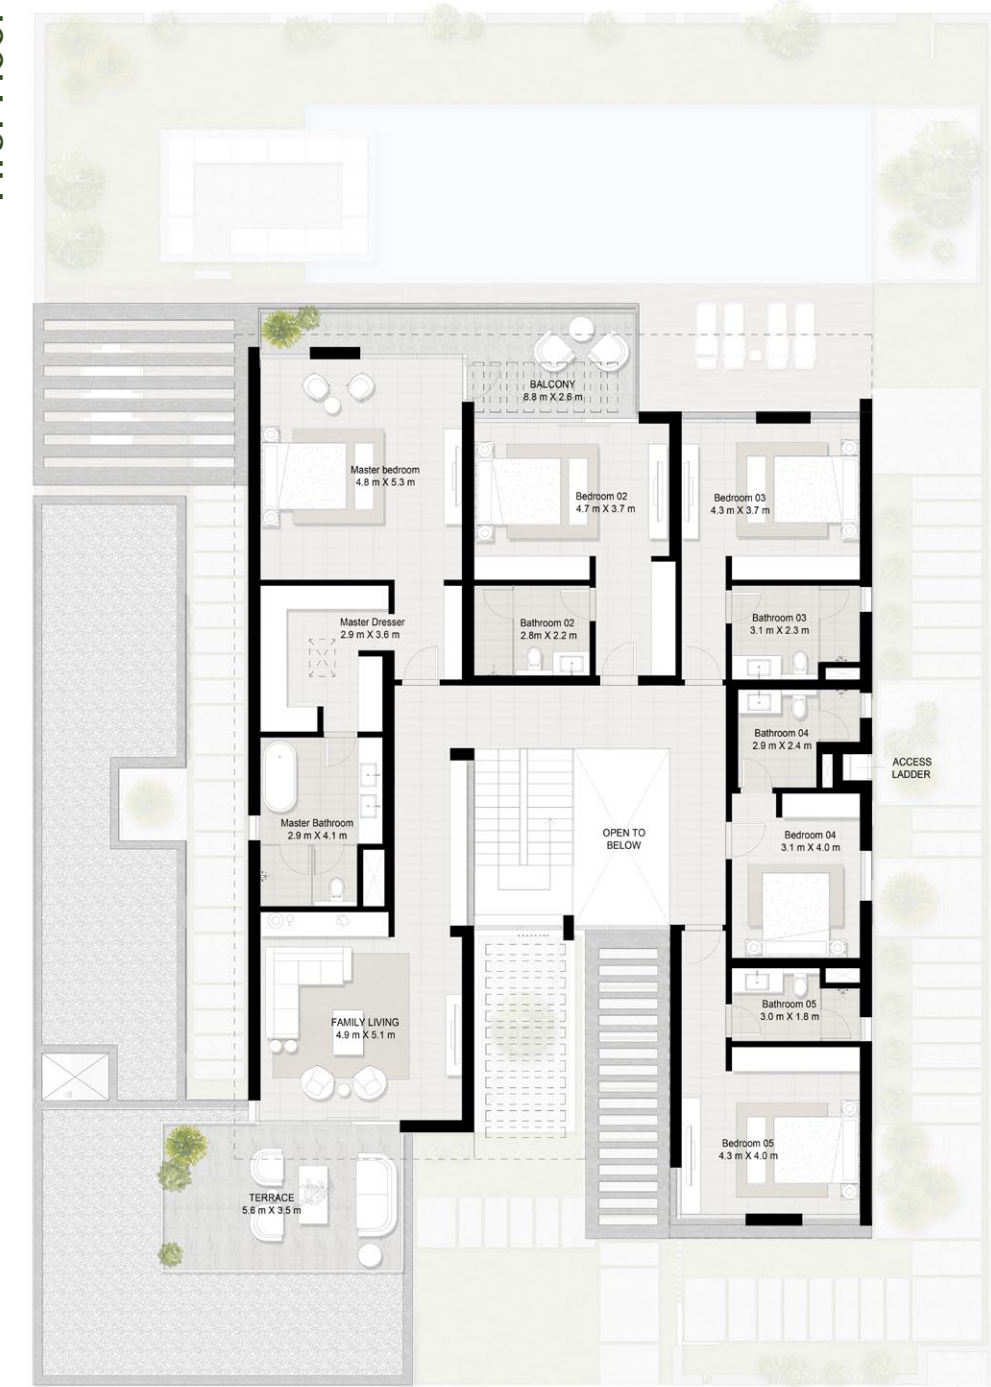 BALCONY
8.8 m X 2.6 m
Master bedroom
4.8 m X 5.3 m
Bedroom 02
4.7 m X 3.7 m
Bedroom 03
4.3 m X 3.7 m
Master Dresser
2.9 m X 3.6 m
Bathroom 02
2.8m X 2.2 m
Bathroom 03
3.1 m X 2.3 m
Bathroom 04
2.9 m X 2.4 m
ACCESS
LADDER
Master Bathroom
2.9 m X 4.1 m
OPEN TO
BELOW
Bedroom 04
3.1 m X 4.0 m
FAMILY LIVING
4.9 m X 5.1 m
Bathroom 05
3.0 m X 1.8 m
Bedroom 05
4.3 m X 4.0 m
TERRACE
5.6 m X 3.5 m